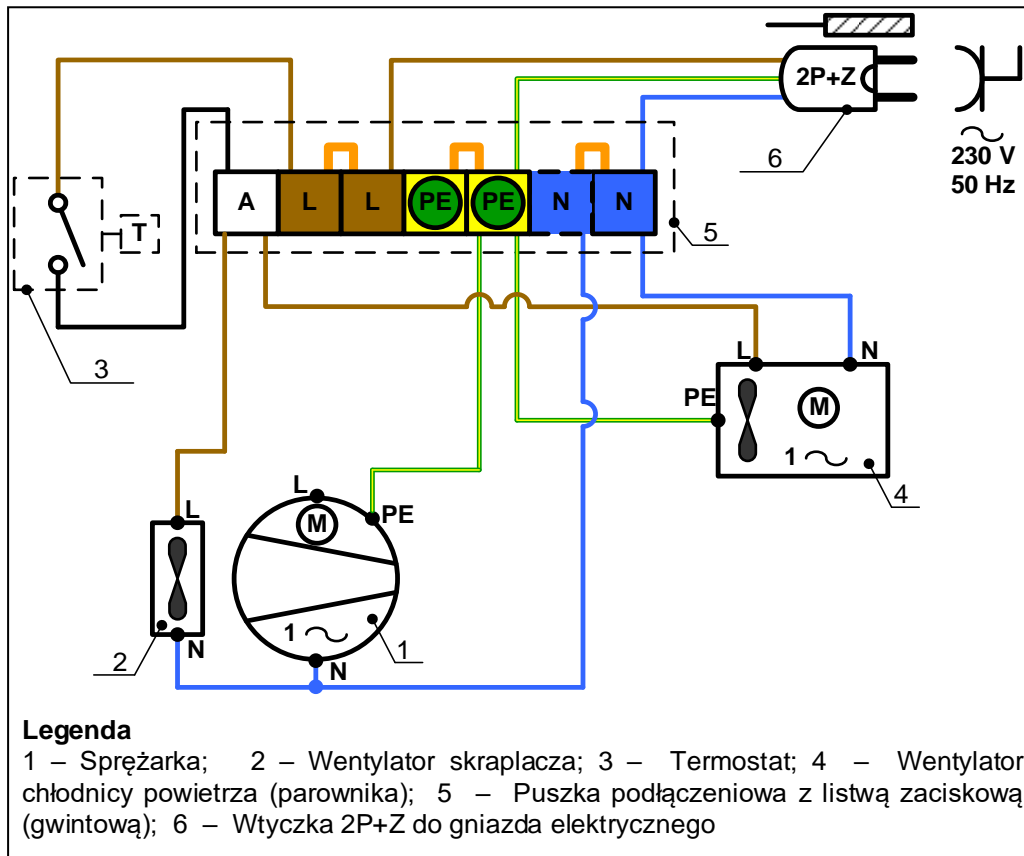 2P+Z
6
230 V
50 Hz
A L L PE PE N N
5
T
3
L N
PE
M
1
4
L
L
M
PE
1
1
N
N
2
Legenda
1 – Sprężarka; 2 – Wentylator skraplacza; 3 – Termostat; 4 – Wentylator
chłodnicy powietrza (parownika); 5 – Puszka podłączeniowa z listwą zaciskową
(gwintową); 6 – Wtyczka 2P+Z do gniazda elektrycznego